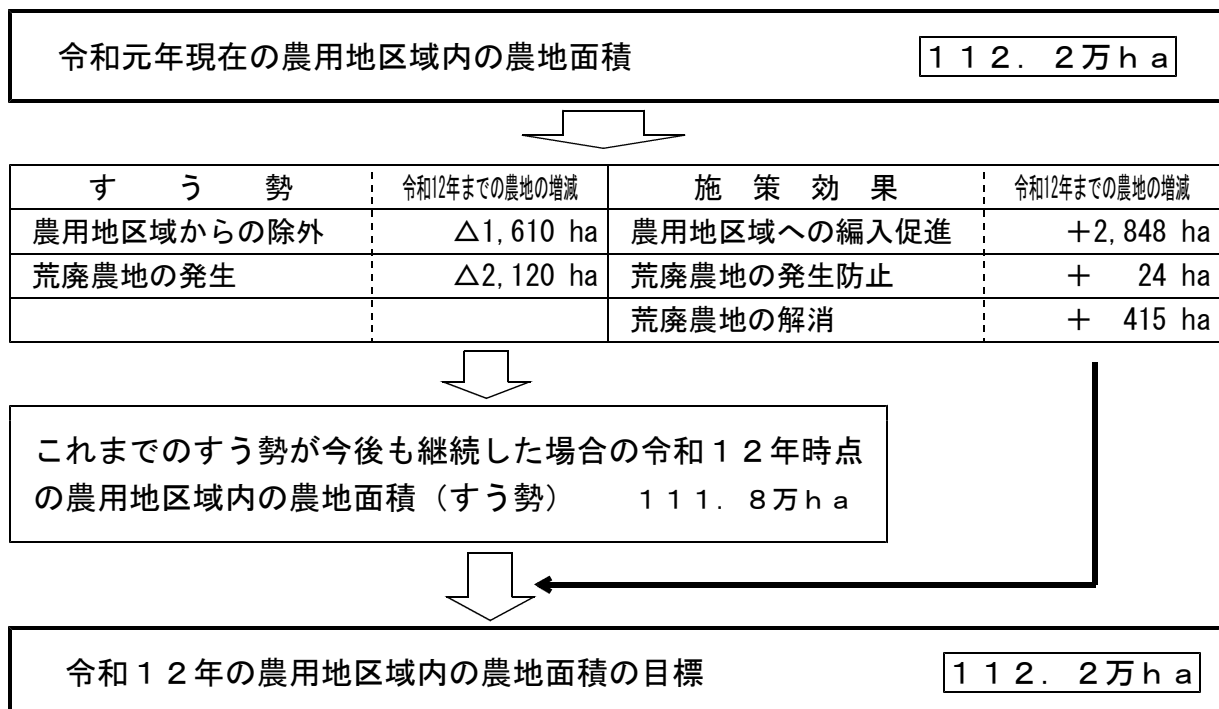 令和元年現在の農用地区域内の農地面積 １１２．２万ｈａ
す う 勢 令和12年までの農地の増減 施 策 効 果 令和12年までの農地の増減
農用地区域からの除外 △1,610 ha 農用地区域への編入促進 ＋2,848 ha
荒廃農地の発生 △2,120 ha 荒廃農地の発生防止 ＋ 24 ha
荒廃農地の解消 ＋ 415 ha
これまでのすう勢が今後も継続した場合の令和１２年時点
の農用地区域内の農地面積（すう勢） １１１．８万ｈａ
令和１２年の農用地区域内の農地面積の目標 １１２．２万ｈａ